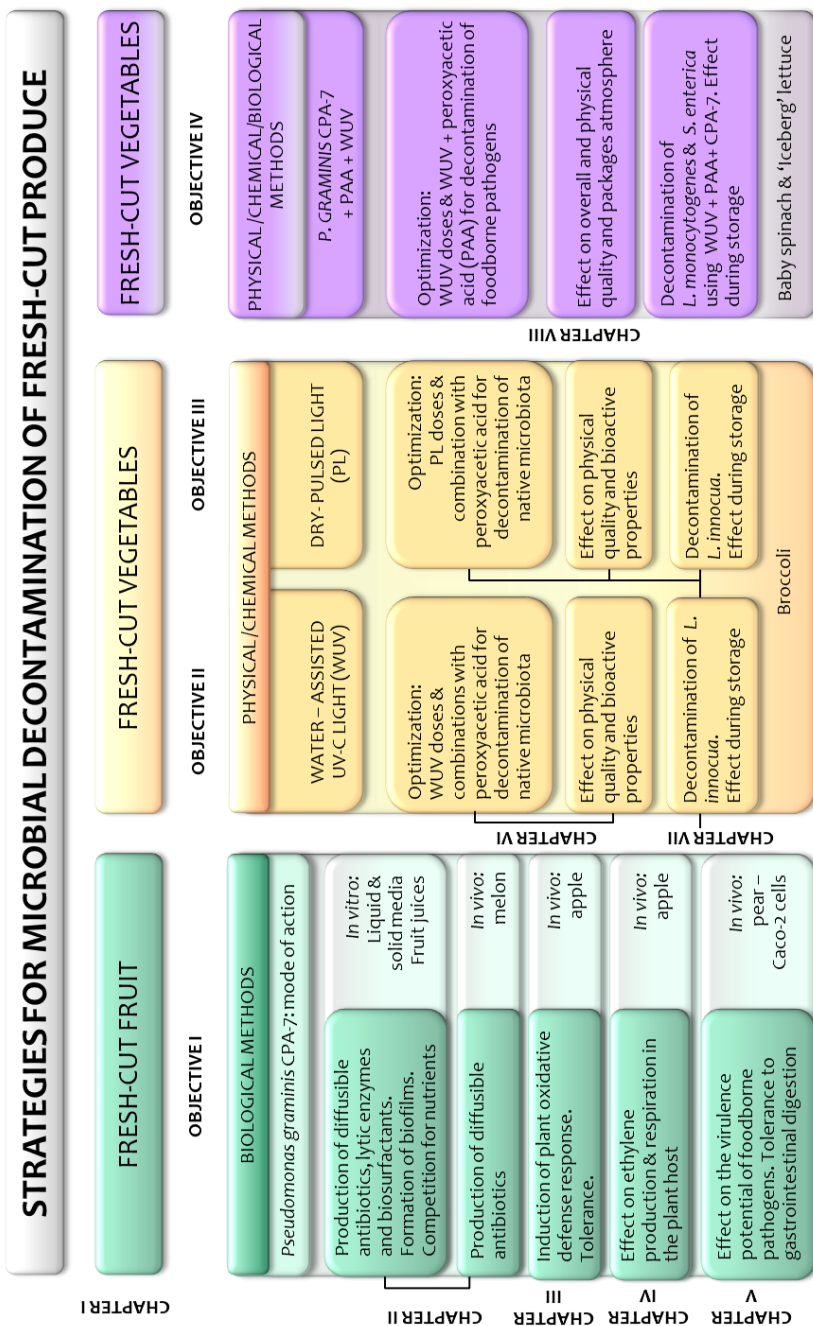 STRATEGIES FOR MICROBIAL DECONTAMINATION OF FRESH-CUT PRODUCE
CHAPTER I
FRESH-CUT FRUIT
FRESH-CUT VEGETABLES
FRESH-CUT VEGETABLES
OBJECTIVE I
OBJECTIVE II
OBJECTIVE III
OBJECTIVE IV
BIOLOGICAL METHODS
Pseudomonas graminis CPA-7: mode of action
CHAPTER II
Production of diffusible
antibiotics, lytic enzymes
and biosurfactants.
Formation of biofilms.
Competition for nutrients
In vitro:
Liquid &
solid media
Fruit juices
Production of diffusible
antibiotics
In vivo:
melon
CHAPTER
III
Induction of plant oxidative
defense response.
Tolerance.
In vivo:
apple
CHAPTER
IV
Effect on ethylene
production & respiration in
the plant host
In vivo:
apple
CHAPTER
V
Effect on the virulence
potential of foodborne
pathogens. Tolerance to
gastrointestinal digestion
In vivo:
pear –
Caco-2 cells
PHYSICAL /CHEMICAL METHODS
WATER – ASSISTED
UV-C LIGHT (WUV)
DRY- PULSED LIGHT
(PL)
CHAPTER VI
Optimization:
WUV doses &
combinations with
peroxyacetic acid for
decontamination of
native microbiota
Optimization:
PL doses &
combination with
peroxyacetic acid for
decontamination of
native microbiota
Effect on physical
quality and bioactive
properties
Effect on physical
quality and bioactive
properties
CHAPTER VII
Decontamination of L.
innocua.
Effect during storage
Decontamination of
L. innocua.
Effect during storage
Broccoli
PHYSICAL /CHEMICAL/BIOLOGICAL
METHODS
P. GRAMINIS CPA-7
+ PAA + WUV
CHAPTER VIII
Optimization:
WUV doses & WUV + peroxyacetic
acid (PAA) for decontamination of
foodborne pathogens
Effect on overall and physical
quality and packages atmosphere
Decontamination of
L. monocytogenes & S. enterica
using WUV + PAA+ CPA-7. Effect
during storage
Baby spinach & ‘Iceberg’ lettuce